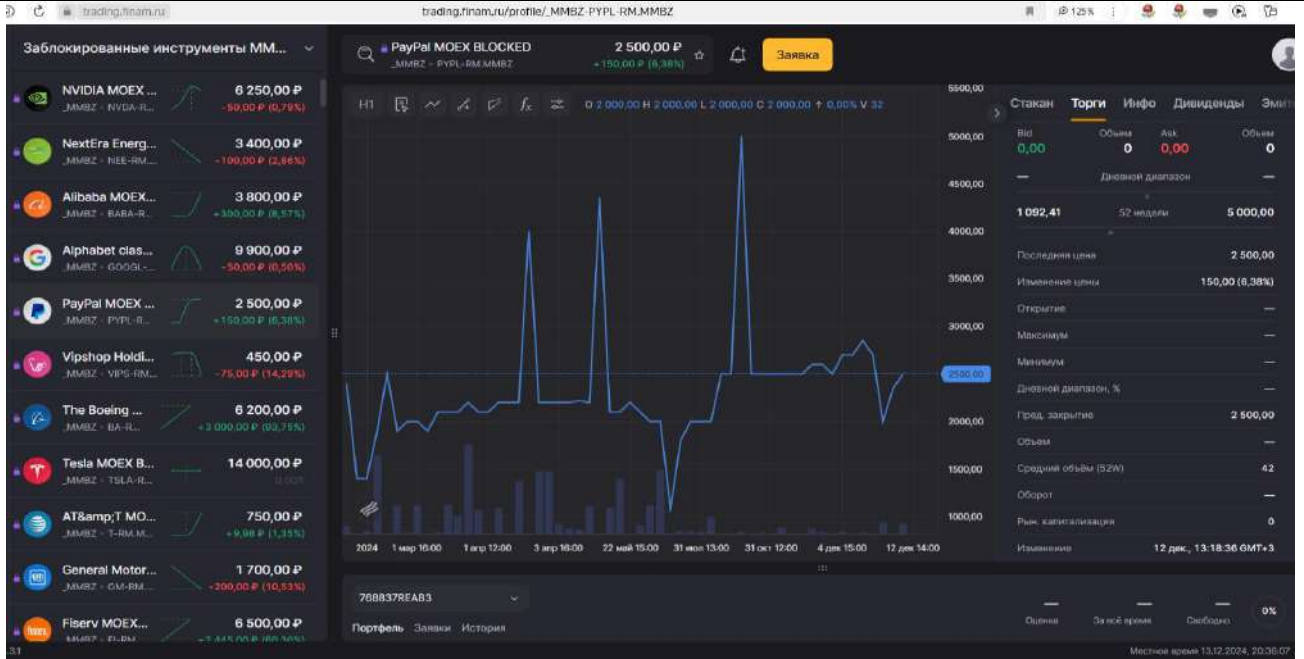 trading.finam.ru
trading.finam.ru/profile/_MMBZ-PYPL-RM.MMBZ
125%
Заблокированные инструменты ММ...
NVIDIA MOEX ...
6 250,00 ₽
_MMBZ - NVDA-R...
-50,00 ₽ (0,79%)
NextEra Energ...
3 400,00 ₽
_MMBZ - NEE-RM....
-100,00 ₽ (2,86%)
Alibaba MOEX...
3 800,00 ₽
_MMBZ - BABA-R...
+300,00 ₽ (8,57%)
Alphabet clas...
9 900,00 ₽
_MMBZ - GOOGL-...
-50,00 ₽ (0,50%)
PayPal MOEX ...
2 500,00 ₽
_MMBZ - PYPL-R...
+150,00 ₽ (6,38%)
Vipshop Holdi...
450,00 ₽
_MMBZ - VIPS-RM...
-75,00 ₽ (14,29%)
The Boeing ...
6 200,00 ₽
_MMBZ - BA-R...
+3 000,00 ₽ (93,75%)
Tesla MOEX B...
14 000,00 ₽
_MMBZ - TSLA-R...
AT&amp;T MO...
750,00 ₽
_MMBZ - T-RM.M...
+9,98 ₽ (1,35%)
General Motor...
1 700,00 ₽
_MMBZ - GM-RM....
-200,00 ₽ (10,53%)
Fiserv MOEX...
6 500,00 ₽
PayPal MOEX BLOCKED
_MMBZ - PYPL-RM.MMBZ
2 500,00 ₽
+150,00 ₽ (6,38%)
Заявка
H1
O 2 000,00 H 2 000,00 L 2 000,00 C 2 000,00 ↑ 0,00% V 32
5500,00
5000,00
4500,00
4000,00
3500,00
3000,00
2500,00
2000,00
1500,00
1000,00
2024
1 мар 16:00
1 апр 12:00
3 апр 16:00
22 май 15:00
31 июл 13:00
31 окт 12:00
4 дек 15:00
12 дек 14:00
768837REAB3
Портфель Заявки История
Стакан Торги Инфо Дивиденды Эмит
Bid Объем Ask Объем
0,00 0 0,00 0
— Дневной диапазон —
1 092,41 52 недели 5 000,00
Последняя цена 2 500,00
Изменение цены 150,00 (6,38%)
Открытие —
Максимум —
Минимум —
Дневной диапазон, % —
Пред. закрытие 2 500,00
Объем —
Средний объём (52W) 42
Оборот —
Рын. капитализация 0
Изменение 12 дек., 13:18:36 GMT+3
— — — 0%
Оценка За всё время Свободно
3.1
Местное время 13.12.2024, 20:36:07